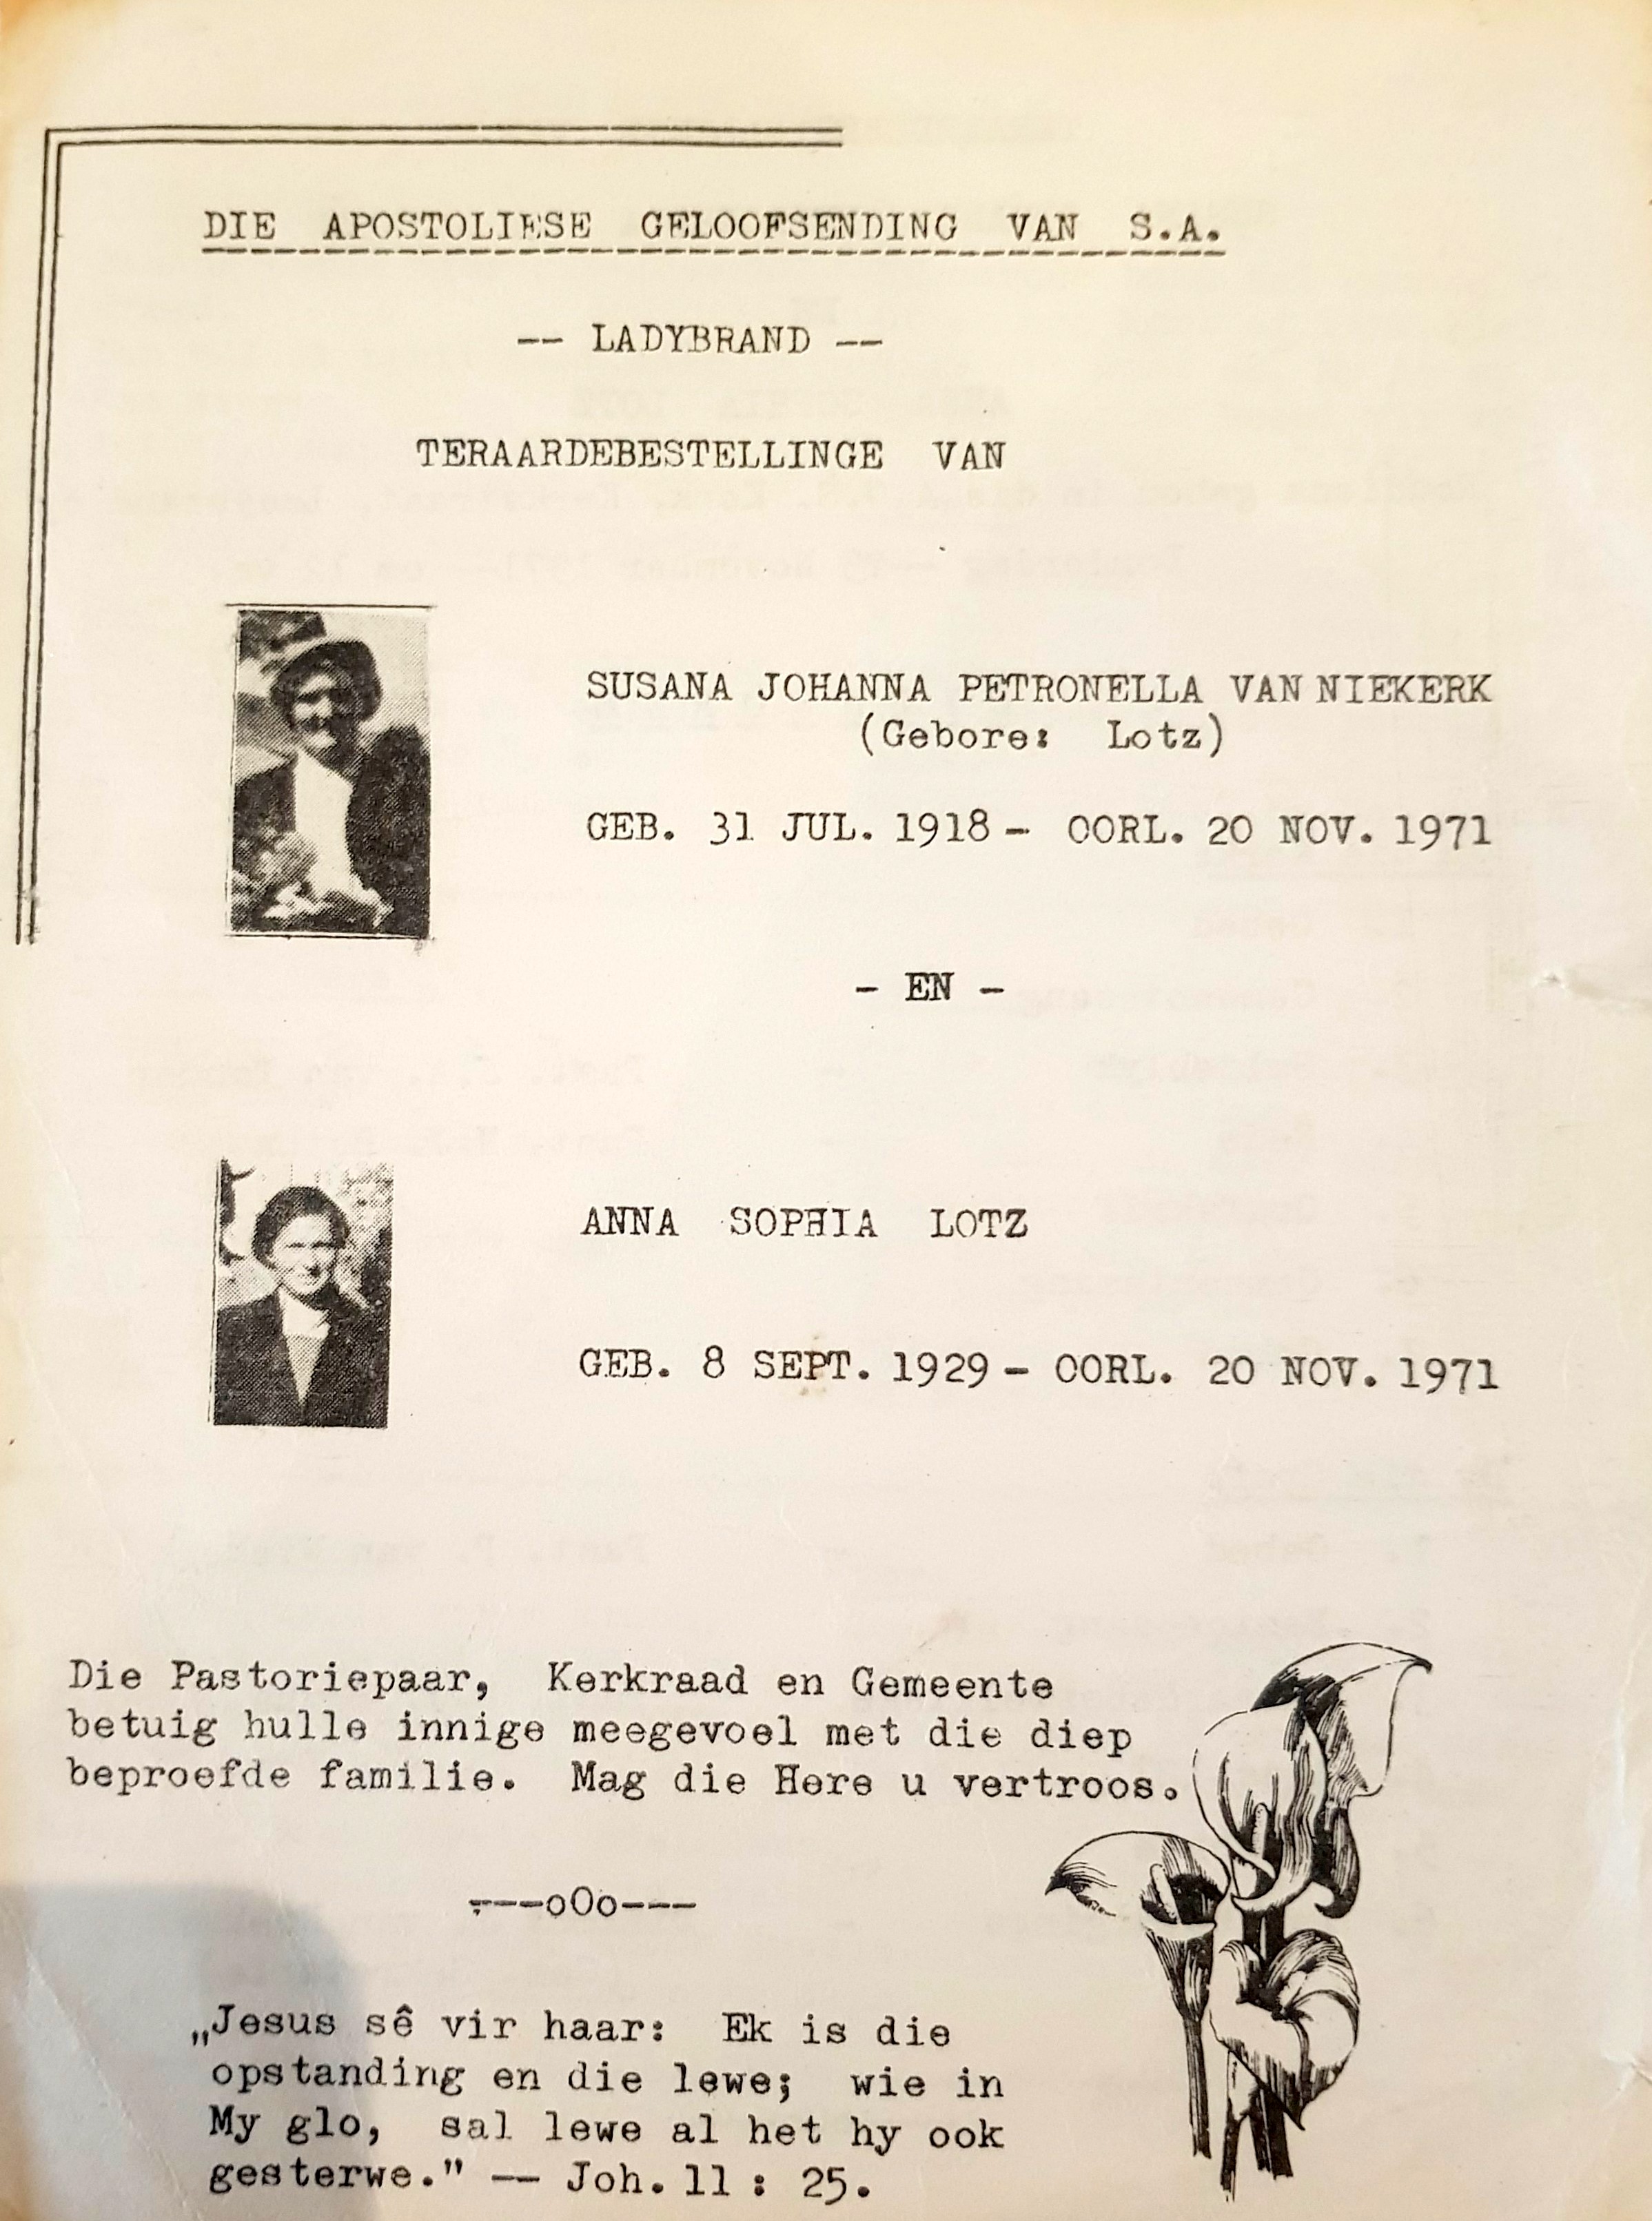 DIE APOSTOLIESE GELOOFSENDING VAN S.A.
-- LADYBRAND --
TERAARDEBESTELLINGE VAN
SUSANA JOHANNA PETRONELLA VAN NIEKERK
(Gebore: Lotz)
GEB. 31 JUL. 1918 - OORL. 20 NOV. 1971
- EN -
ANNA SOPHIA LOTZ
GEB. 8 SEPT. 1929 - OORL. 20 NOV. 1971
Die Pastoriepaar, Kerkraad en Gemeente
betuig hulle innige meegevoel met die diep
beproefde familie. Mag die Here u vertroos.
---oOo---
„Jesus sê vir haar: Ek is die
opstanding en die lewe; wie in
My glo, sal lewe al het hy ook
gesterwe." -- Joh. 11 : 25.